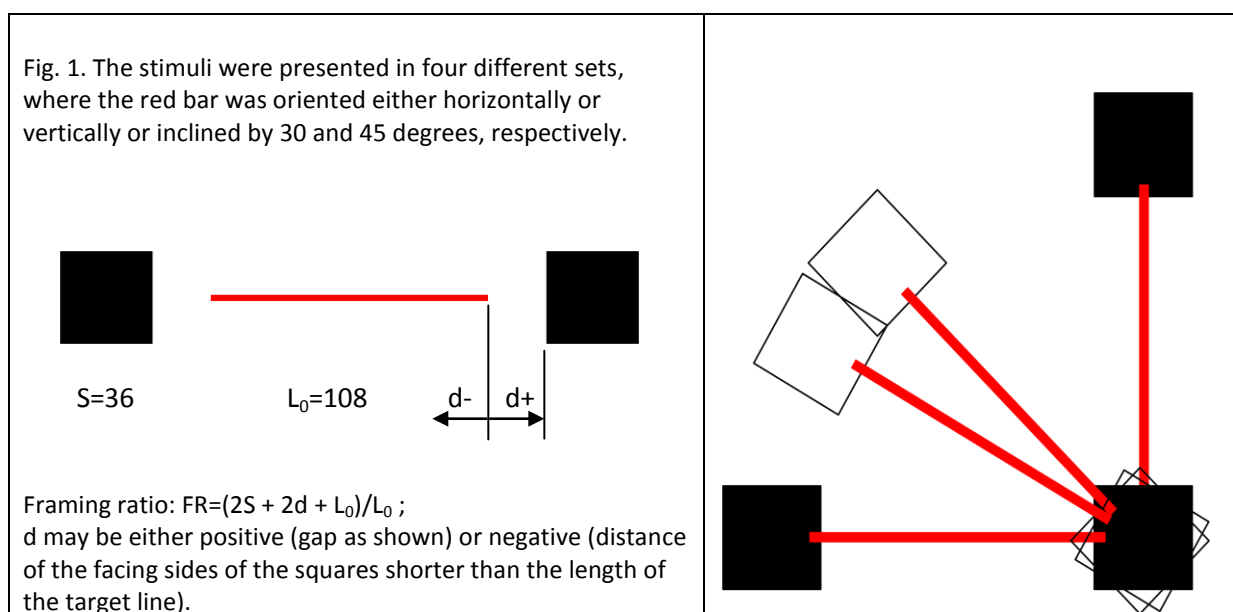 Fig. 1. The stimuli were presented in four different sets,
where the red bar was oriented either horizontally or
vertically or inclined by 30 and 45 degrees, respectively.
S=36 L₀=108 d- d+
Framing ratio: FR=(2S + 2d + L₀)/L₀ ;
d may be either positive (gap as shown) or negative (distance
of the facing sides of the squares shorter than the length of
the target line).